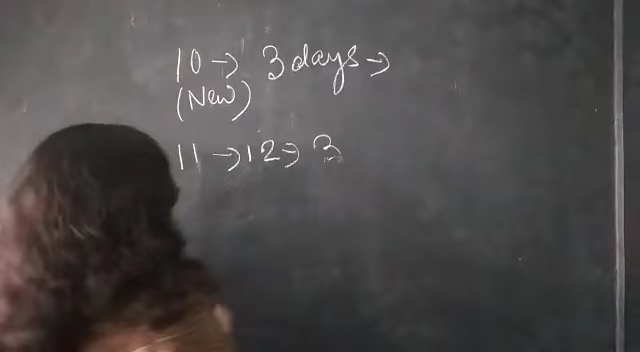 10 → 3 days →
(New)
11 → 12 → 3